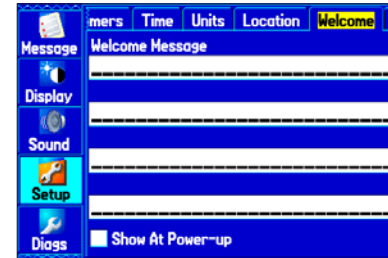 mers Time Units Location Welcome
Message
Welcome Message
Display
Sound
Setup
Diags
Show At Power-up